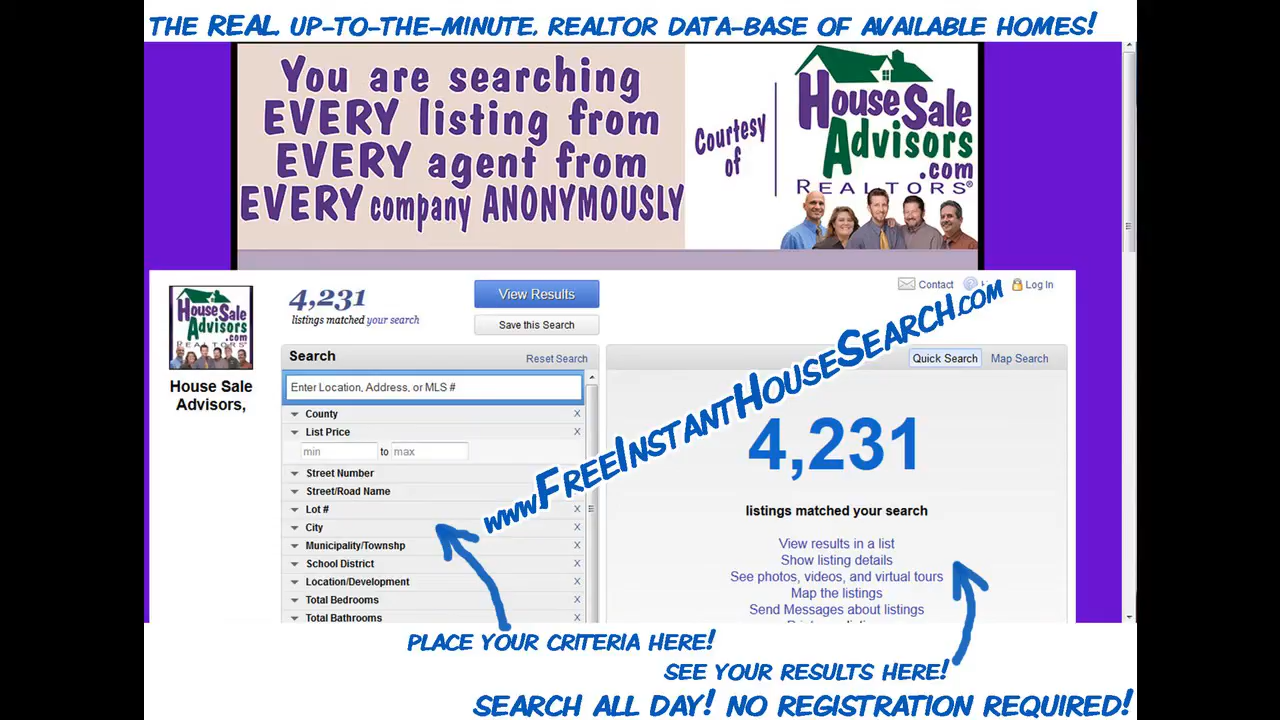 THE REAL, UP-TO-THE-MINUTE, REALTOR DATA-BASE OF AVAILABLE HOMES!
You are searching
EVERY listing from
EVERY agent from
EVERY company ANONYMOUSLY
Courtesy
of
House Sale
Advisors
.com
REALTORS®
4,231
listings matched your search
View Results
Save this Search
Contact
Log In
House Sale
Advisors
.com
REALTORS
House Sale
Advisors,
Search
Reset Search
Quick Search
Map Search
Enter Location, Address, or MLS #
County X
List Price X
min to max
Street Number X
Street/Road Name X
Lot # X
City X
Municipality/Townshp X
School District X
Location/Development X
Total Bedrooms X
Total Bathrooms X
www.FreeInstantHouseSearch.com
4,231
listings matched your search
View results in a list
Show listing details
See photos, videos, and virtual tours
Map the listings
Send Messages about listings
PLACE YOUR CRITERIA HERE!
SEE YOUR RESULTS HERE!
SEARCH ALL DAY! NO REGISTRATION REQUIRED!